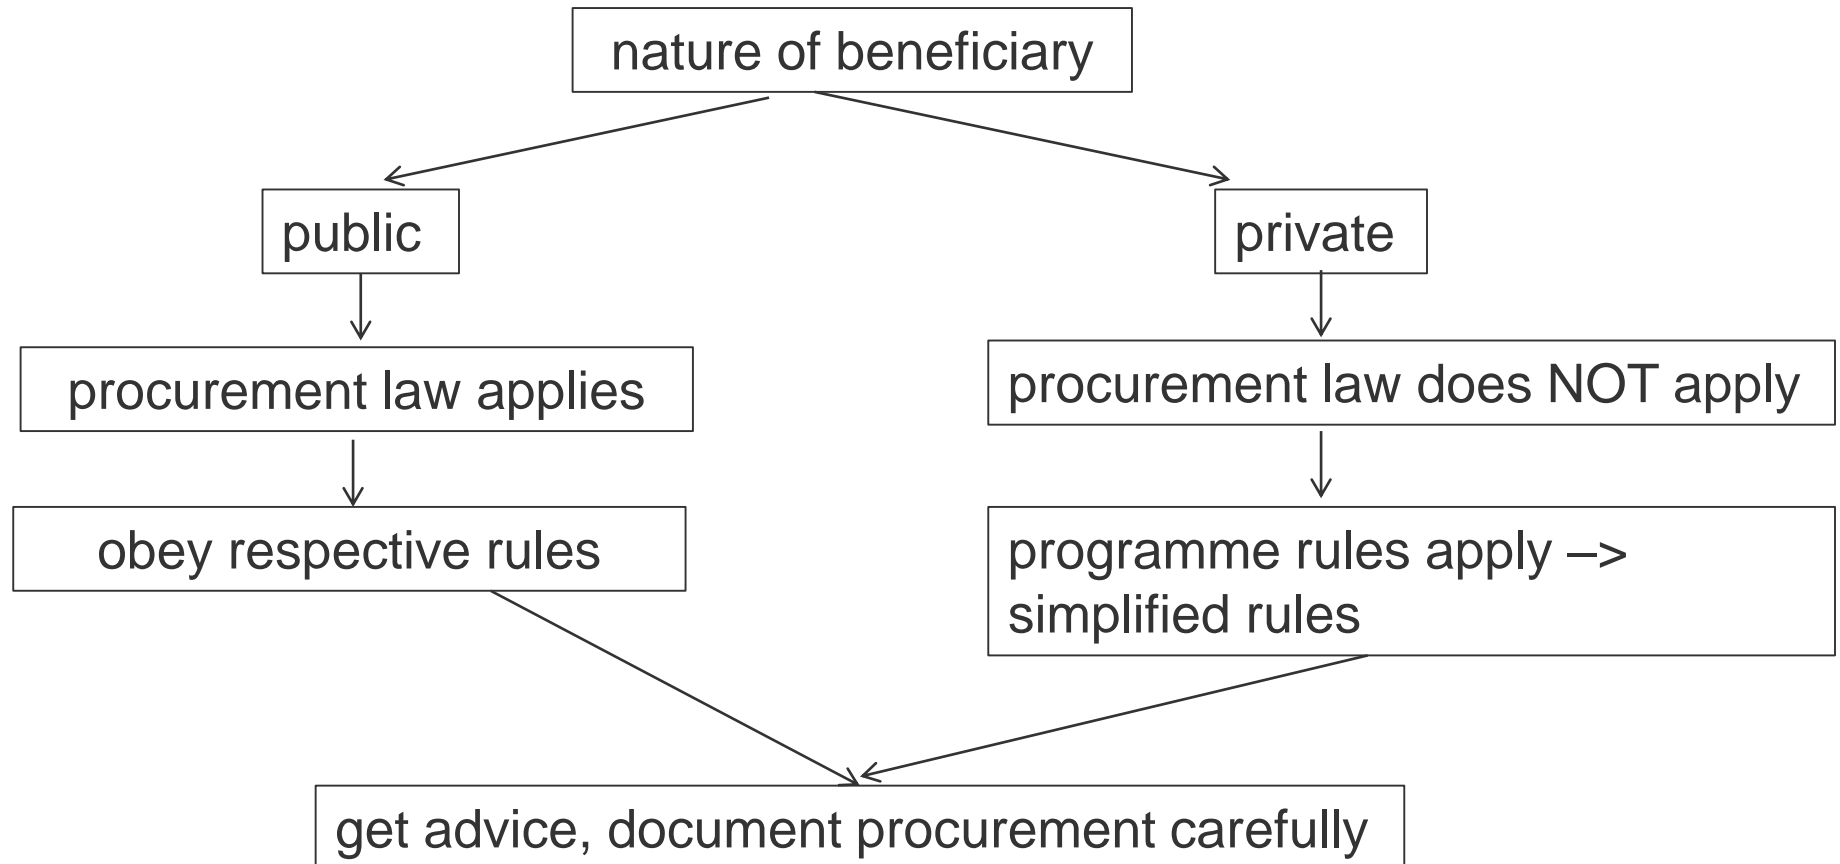 nature of beneficiary
public
private
procurement law applies
procurement law does NOT apply
obey respective rules
programme rules apply –>
simplified rules
get advice, document procurement carefully